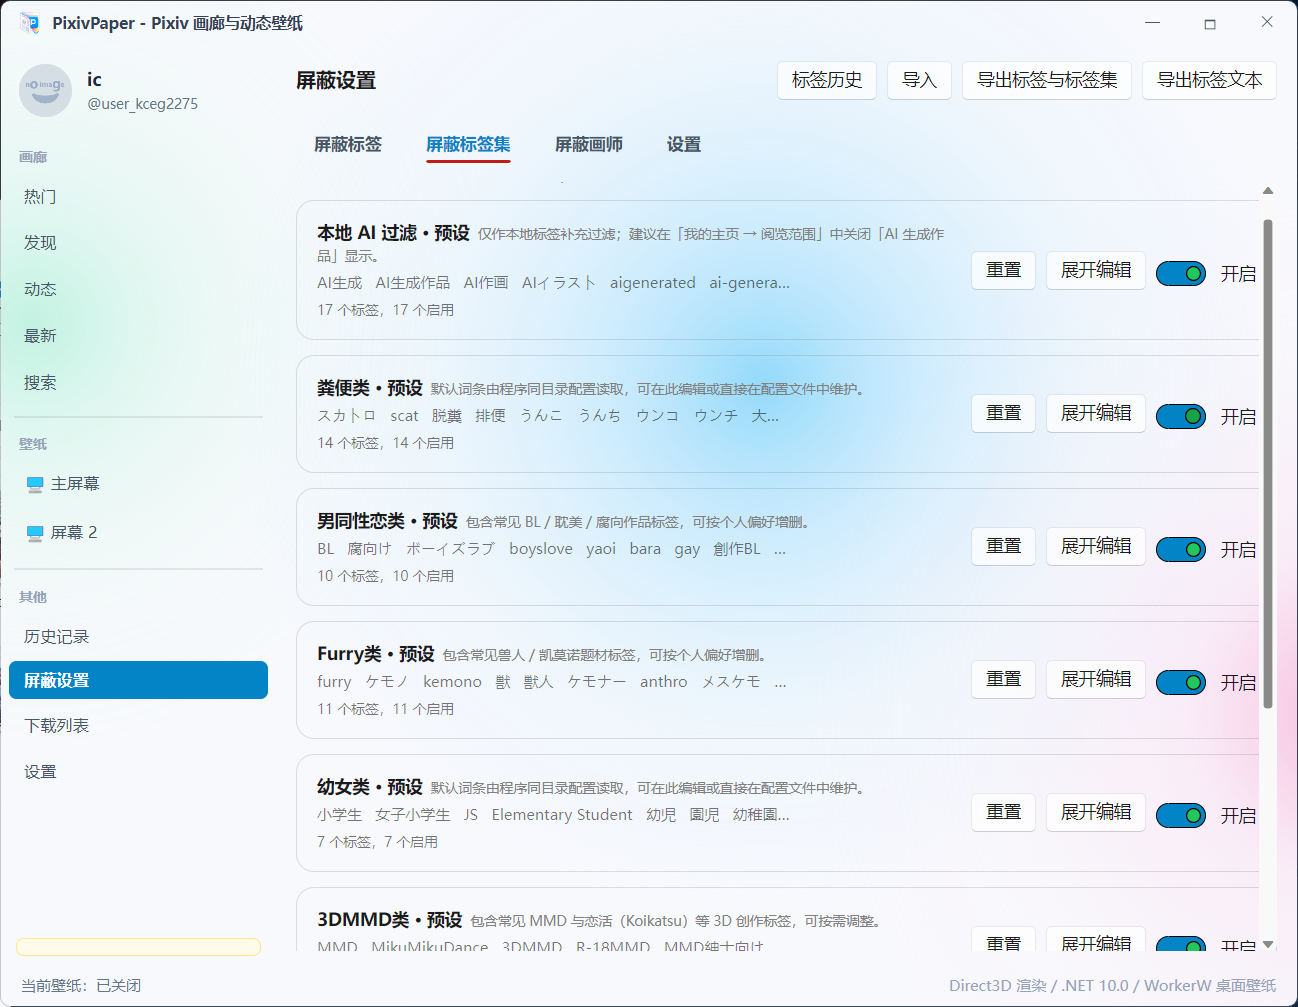 PixivPaper - Pixiv 画廊与动态壁纸
no image
ic
@user_kceg2275
画廊
热门
发现
动态
最新
搜索
壁纸
主屏幕
屏幕 2
其他
历史记录
屏蔽设置
下载列表
设置
当前壁纸：已关闭
屏蔽设置
标签历史
导入
导出标签与标签集
导出标签文本
屏蔽标签
屏蔽标签集
屏蔽画师
设置
本地 AI 过滤 • 预设 仅作本地标签补充过滤；建议在「我的主页 → 阅览范围」中关闭「AI 生成作
品」显示。
AI生成 AI生成作品 AI作画 AIイラスト aigenerated ai-genera...
17 个标签，17 个启用
重置
展开编辑
开启
粪便类 • 预设 默认词条由程序同目录配置读取，可在此编辑或直接在配置文件中维护。
スカトロ scat 脱糞 排便 うんこ うんち ウンコ ウンチ 大...
14 个标签，14 个启用
重置
展开编辑
开启
男同性恋类 • 预设 包含常见 BL / 耽美 / 腐向作品标签，可按个人偏好增删。
BL 腐向け ボーイズラブ boyslove yaoi bara gay 創作BL ...
10 个标签，10 个启用
重置
展开编辑
开启
Furry类 • 预设 包含常见兽人 / 凯莫诺题材标签，可按个人偏好增删。
furry ケモノ kemono 獣 獣人 ケモナー anthro メスケモ ...
11 个标签，11 个启用
重置
展开编辑
开启
幼女类 • 预设 默认词条由程序同目录配置读取，可在此编辑或直接在配置文件中维护。
小学生 女子小学生 JS Elementary Student 幼児 園児 幼稚園...
7 个标签，7 个启用
重置
展开编辑
开启
3DMMD类 • 预设 包含常见 MMD 与恋活（Koikatsu）等 3D 创作标签，可按需调整。
MMD MikuMikuDance 3DMMD R-18MMD MMD紳士向け
重置
展开编辑
开启
Direct3D 渲染 / .NET 10.0 / WorkerW 桌面壁纸